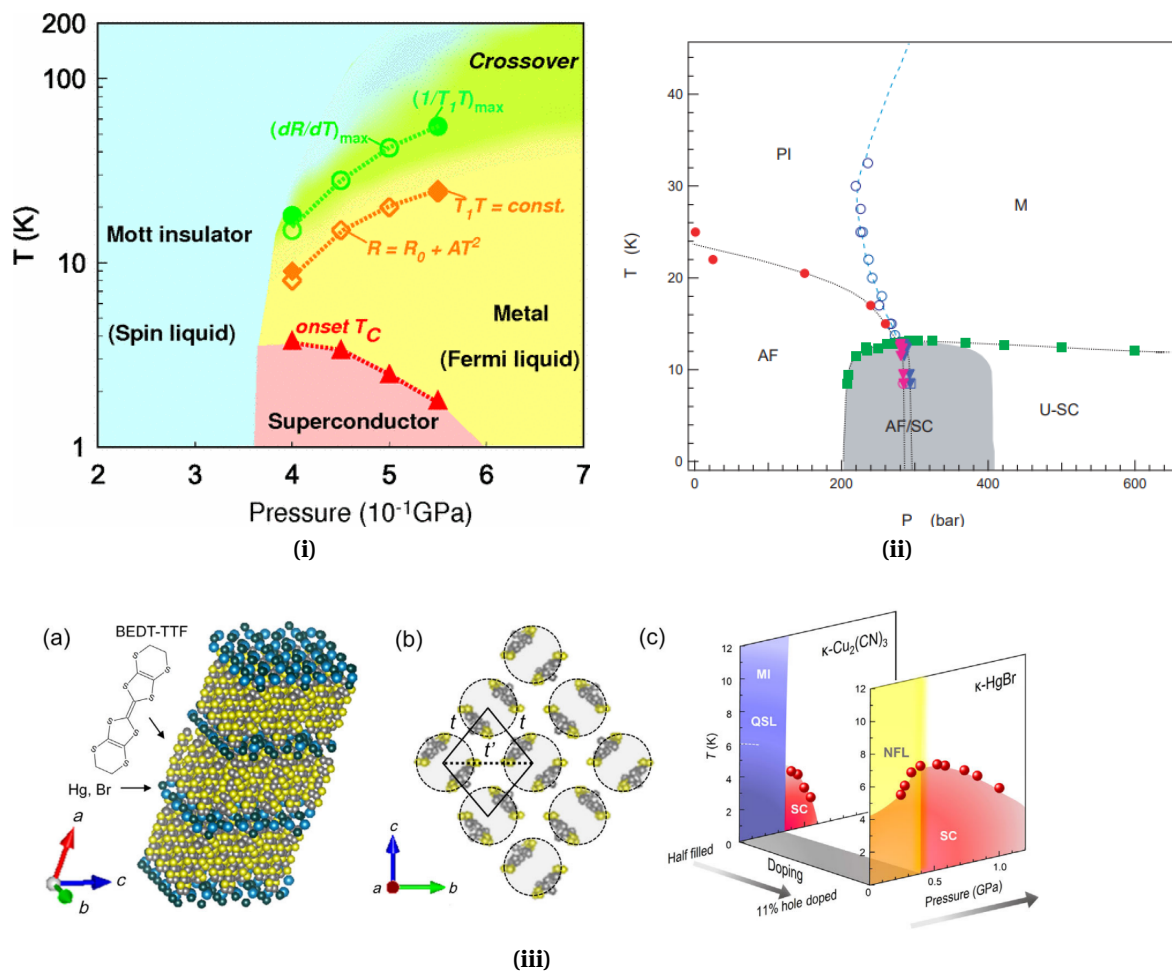 200
100
10
1
T (K)
Crossover
(1/T₁T)max
(dR/dT)max
T₁T = const.
R = R₀ + AT²
Mott insulator
(Spin liquid)
Metal
(Fermi liquid)
onset TC
Superconductor
2 3 4 5 6 7
Pressure (10⁻¹GPa)
(i)
40
30
20
10
0
T (K)
PI
M
AF
AF/SC
U-SC
0 200 400 600
P (bar)
(ii)
(a)
BEDT-TTF
S S
S S
S S
S S
Hg, Br
a
c
b
(b)
t t
t'
c
a b
(c)
κ-Cu₂(CN)₃
12
10
8
6
4
2
0
T (K)
MI
QSL
SC
κ-HgBr
12
10
8
6
4
2
NFL
SC
0 0.5 1.0
Pressure (GPa)
Half filled
Doping
11% hole doped
(iii)